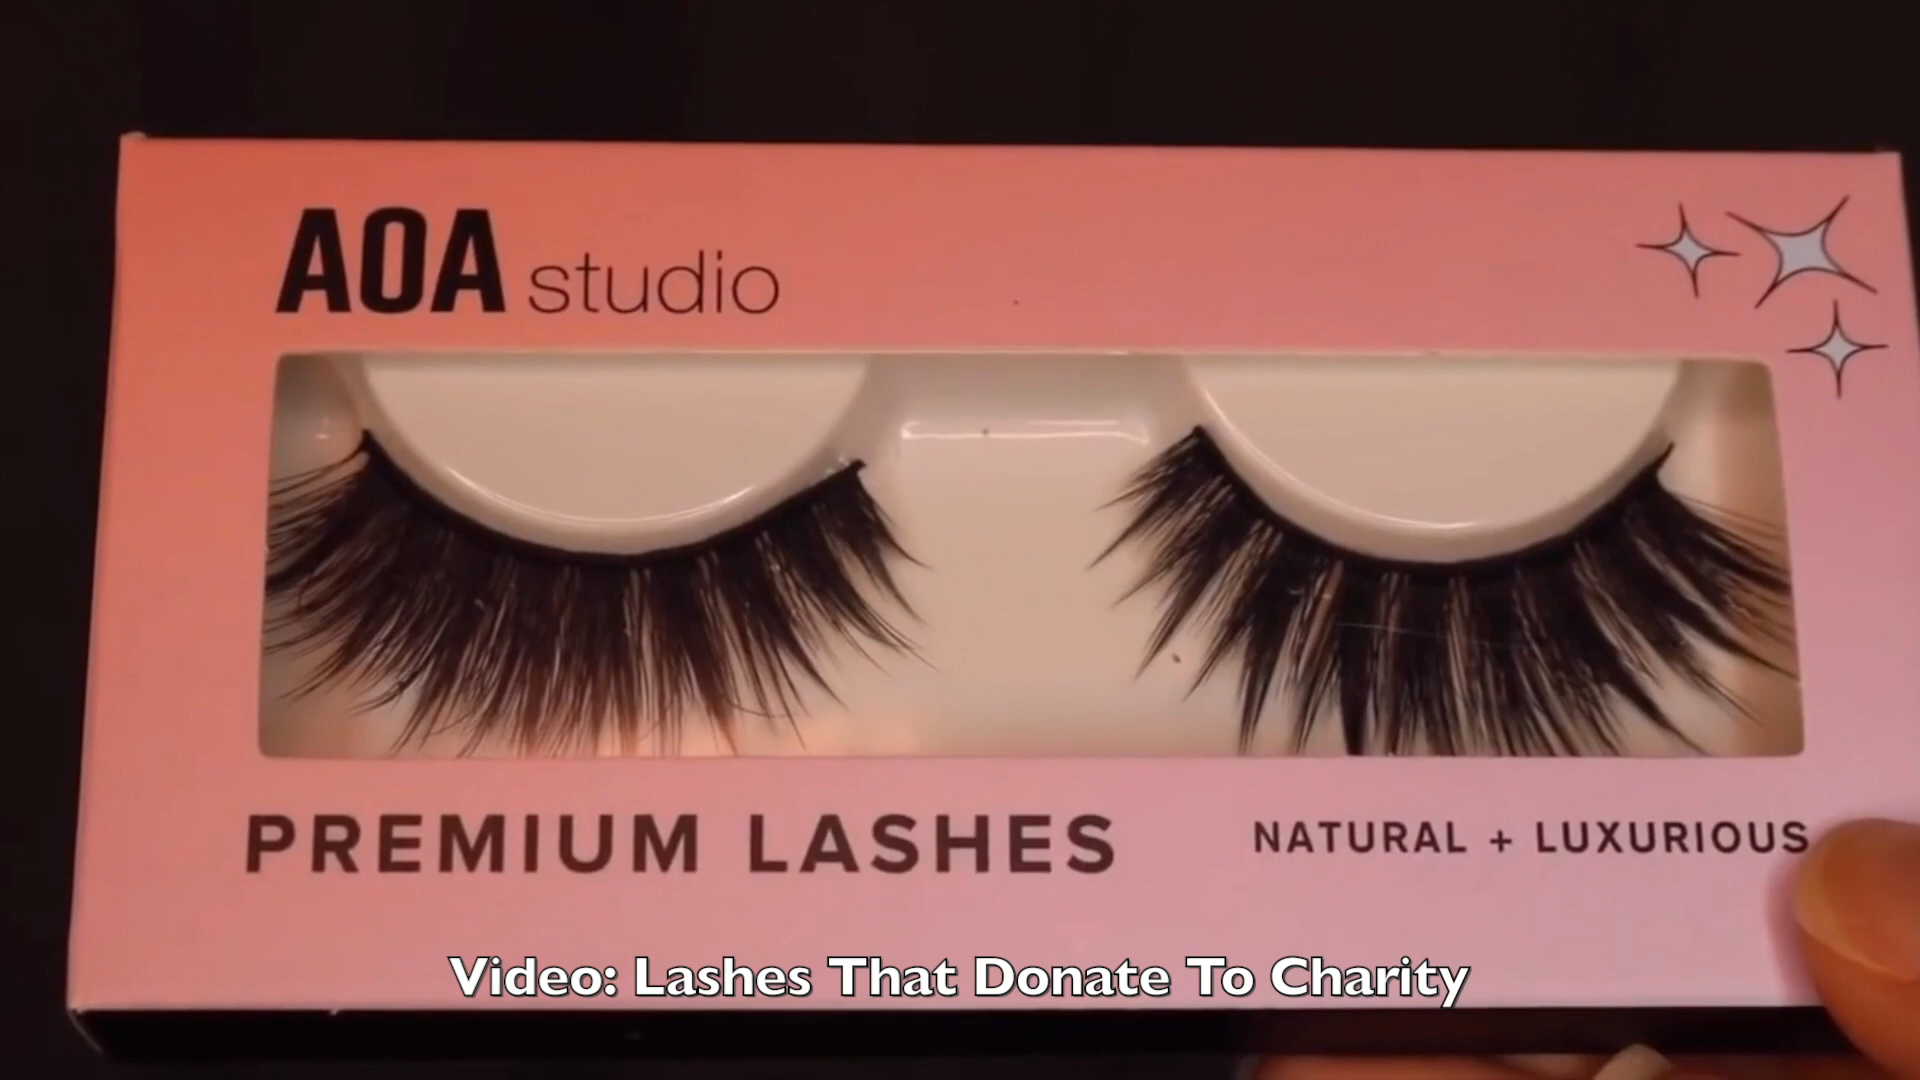 AOA studio
PREMIUM LASHES
NATURAL + LUXURIOUS
Video: Lashes That Donate To Charity